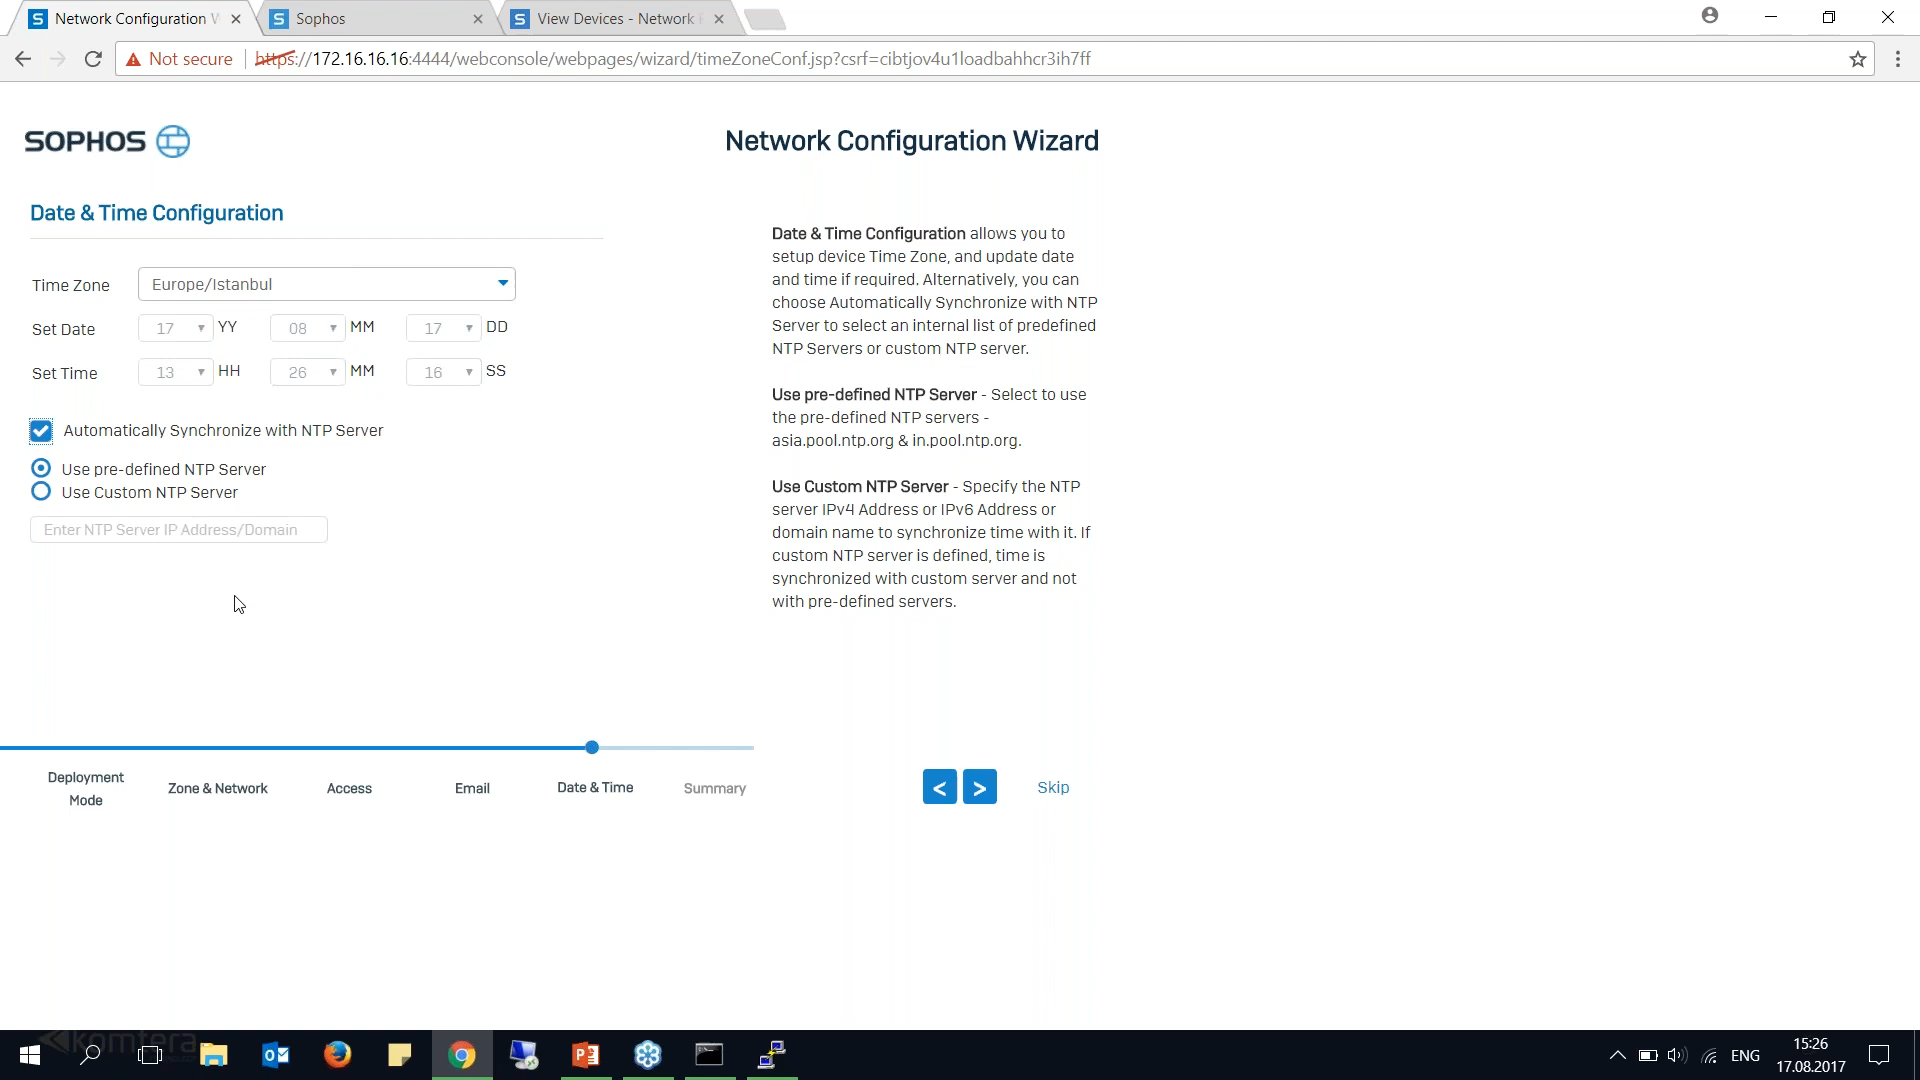 Network Configuration W
Sophos
View Devices - Network
Not secure
https://172.16.16.16:4444/webconsole/webpages/wizard/timeZoneConf.jsp?csrf=cibtjov4u1loadbahhcr3ih7ff
SOPHOS
Network Configuration Wizard
Date & Time Configuration
Time Zone
Europe/Istanbul
Set Date
17 YY 08 MM 17 DD
Set Time
13 HH 26 MM 16 SS
Automatically Synchronize with NTP Server
Use pre-defined NTP Server
Use Custom NTP Server
Enter NTP Server IP Address/Domain
Date & Time Configuration allows you to
setup device Time Zone, and update date
and time if required. Alternatively, you can
choose Automatically Synchronize with NTP
Server to select an internal list of predefined
NTP Servers or custom NTP server.
Use pre-defined NTP Server - Select to use
the pre-defined NTP servers -
asia.pool.ntp.org & in.pool.ntp.org.
Use Custom NTP Server - Specify the NTP
server IPv4 Address or IPv6 Address or
domain name to synchronize time with it. If
custom NTP server is defined, time is
synchronized with custom server and not
with pre-defined servers.
Deployment
Mode
Zone & Network
Access
Email
Date & Time
Summary
<
>
Skip
komtera
ENG
15:26
17.08.2017